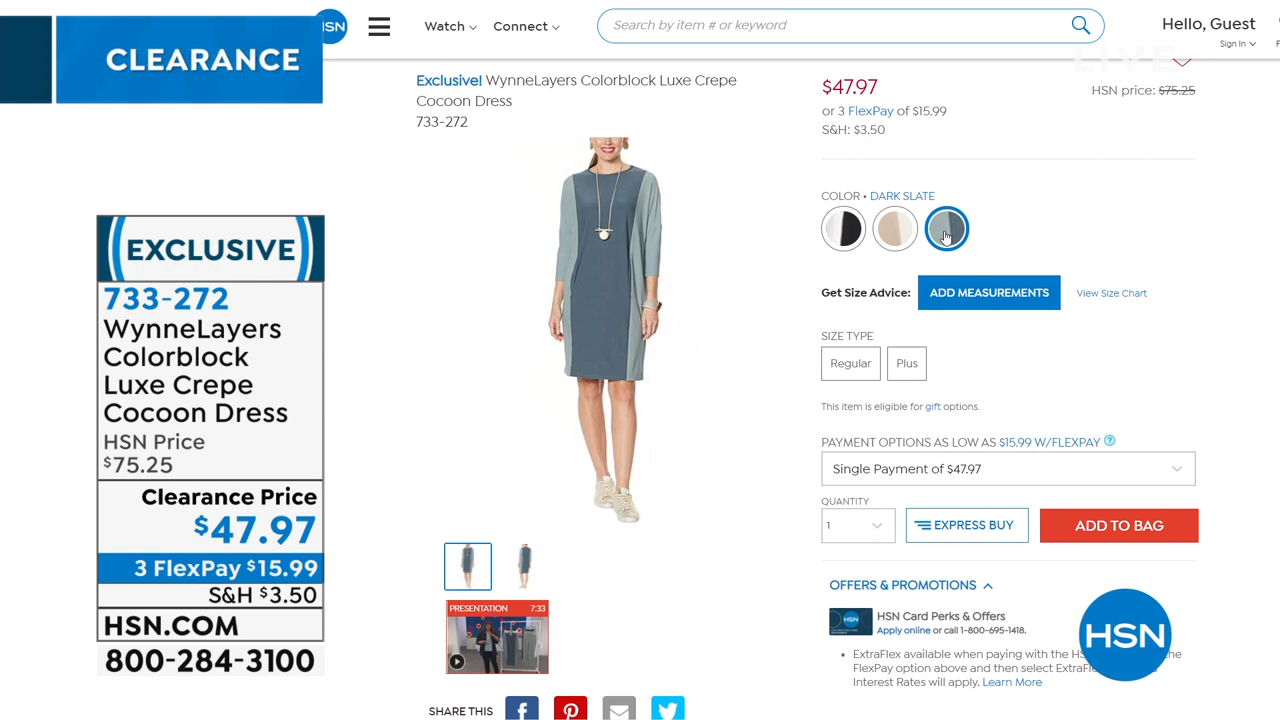 CLEARANCE
HSN
Watch
Connect
Search by item # or keyword
Hello, Guest
Sign In
LIVE
Exclusive! WynneLayers Colorblock Luxe Crepe
Cocoon Dress
733-272
$47.97
HSN price: $75.25
or 3 FlexPay of $15.99
S&H: $3.50
COLOR • DARK SLATE
Get Size Advice:
ADD MEASUREMENTS
View Size Chart
SIZE TYPE
Regular
Plus
This item is eligible for gift options.
PAYMENT OPTIONS AS LOW AS $15.99 W/FLEXPAY ?
Single Payment of $47.97
QUANTITY
1
EXPRESS BUY
ADD TO BAG
OFFERS & PROMOTIONS
HSN
HSN Card Perks & Offers
Apply online or call 1-800-695-1418.
• ExtraFlex available when paying with the HS the
FlexPay option above and then select ExtraFl
Interest Rates will apply. Learn More
HSN
EXCLUSIVE
733-272
WynneLayers
Colorblock
Luxe Crepe
Cocoon Dress
HSN Price
$75.25
Clearance Price
$47.97
3 FlexPay $15.99
S&H $3.50
HSN.COM
800-284-3100
PRESENTATION 7:33
SHARE THIS